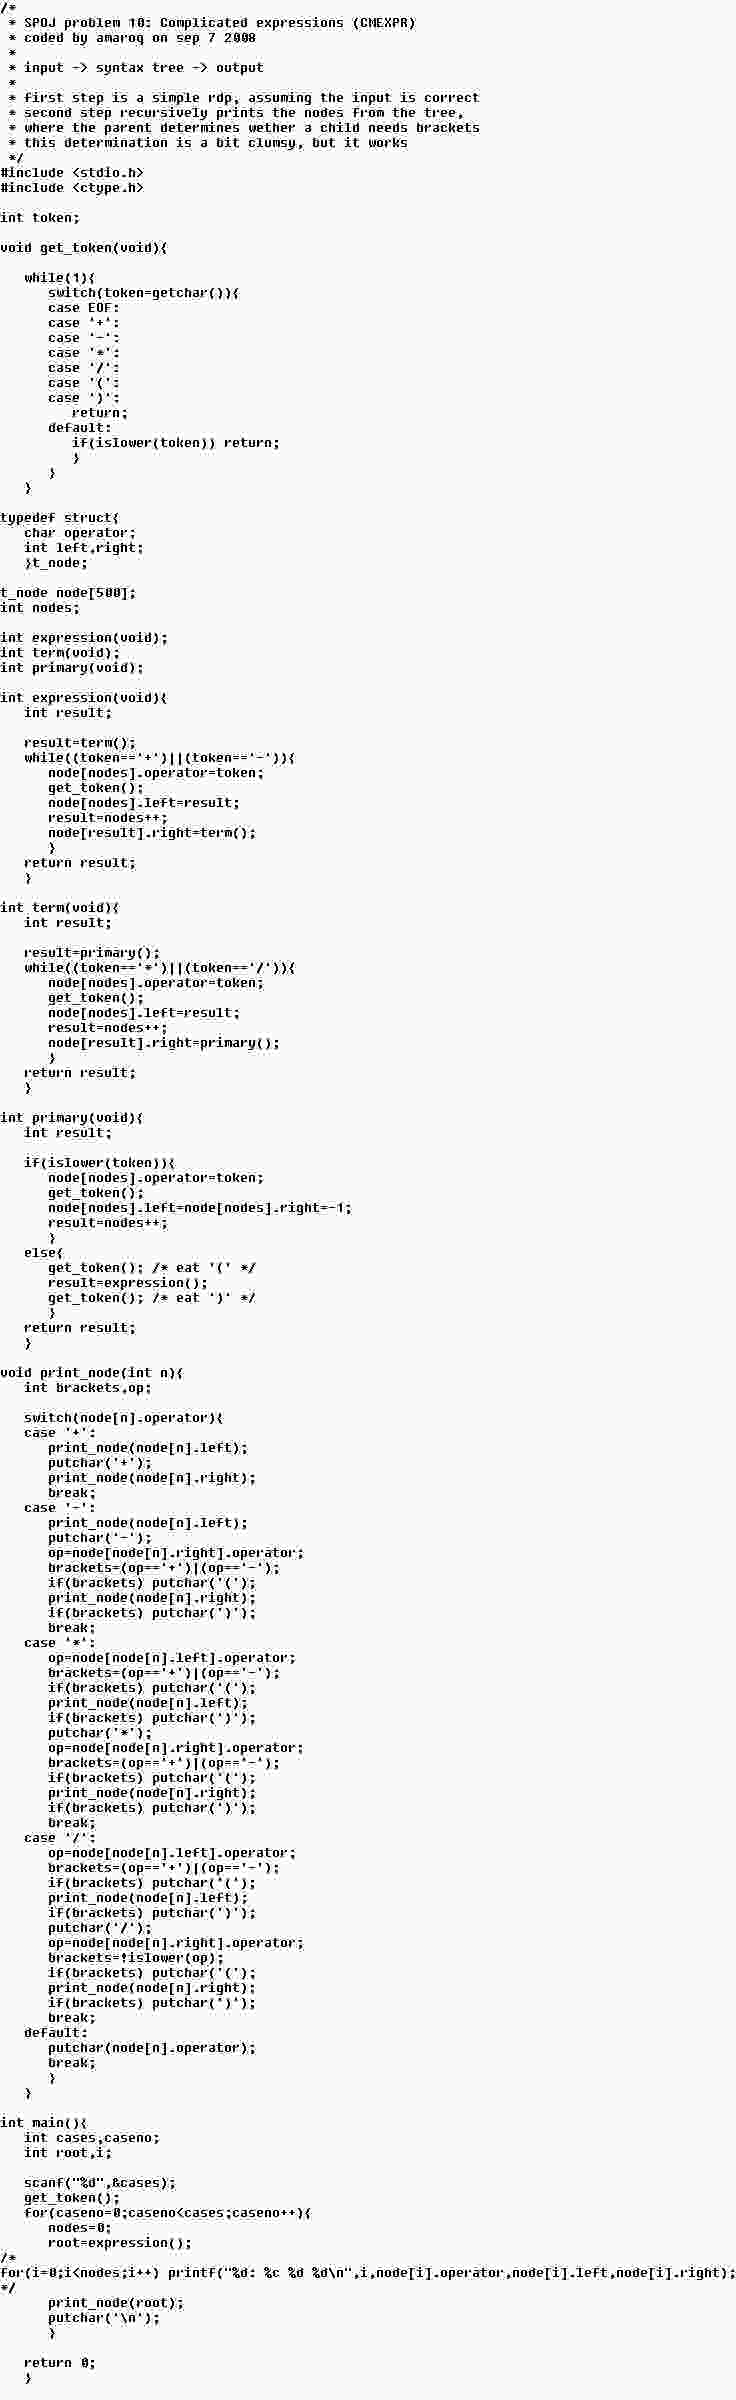 /*
 * SPOJ problem 10: Complicated expressions (CMEXPR)
 * coded by amaroq on sep 7 2008
 *
 * input -> syntax tree -> output
 *
 * first step is a simple rdp, assuming the input is correct
 * second step recursively prints the nodes from the tree,
 * where the parent determines wether a child needs brackets
 * this determination is a bit clumsy, but it works
 */
#include <stdio.h>
#include <ctype.h>

int token;

void get_token(void){

   while(1){
      switch(token=getchar()){
      case EOF:
      case '+':
      case '-':
      case '*':
      case '/':
      case '(':
      case ')':
         return;
      default:
         if(islower(token)) return;
         }
      }
   }

typedef struct{
   char operator;
   int left,right;
   }t_node;

t_node node[500];
int nodes;

int expression(void);
int term(void);
int primary(void);

int expression(void){
   int result;

   result=term();
   while((token=='+')||(token=='-')){
      node[nodes].operator=token;
      get_token();
      node[nodes].left=result;
      result=nodes++;
      node[result].right=term();
      }
   return result;
   }

int term(void){
   int result;

   result=primary();
   while((token=='*')||(token=='/')){
      node[nodes].operator=token;
      get_token();
      node[nodes].left=result;
      result=nodes++;
      node[result].right=primary();
      }
   return result;
   }

int primary(void){
   int result;

   if(islower(token)){
      node[nodes].operator=token;
      get_token();
      node[nodes].left=node[nodes].right=-1;
      result=nodes++;
      }
   else{
      get_token(); /* eat '(' */
      result=expression();
      get_token(); /* eat ')' */
      }
   return result;
   }

void print_node(int n){
   int brackets,op;

   switch(node[n].operator){
   case '+':
      print_node(node[n].left);
      putchar('+');
      print_node(node[n].right);
      break;
   case '-':
      print_node(node[n].left);
      putchar('-');
      op=node[node[n].right].operator;
      brackets=(op=='+')|(op=='-');
      if(brackets) putchar('(');
      print_node(node[n].right);
      if(brackets) putchar(')');
      break;
   case '*':
      op=node[node[n].left].operator;
      brackets=(op=='+')|(op=='-');
      if(brackets) putchar('(');
      print_node(node[n].left);
      if(brackets) putchar(')');
      putchar('*');
      op=node[node[n].right].operator;
      brackets=(op=='+')|(op=='-');
      if(brackets) putchar('(');
      print_node(node[n].right);
      if(brackets) putchar(')');
      break;
   case '/':
      op=node[node[n].left].operator;
      brackets=(op=='+')|(op=='-');
      if(brackets) putchar('(');
      print_node(node[n].left);
      if(brackets) putchar(')');
      putchar('/');
      op=node[node[n].right].operator;
      brackets=!islower(op);
      if(brackets) putchar('(');
      print_node(node[n].right);
      if(brackets) putchar(')');
      break;
   default:
      putchar(node[n].operator);
      break;
      }
   }

int main(){
   int cases,caseno;
   int root,i;

   scanf("%d",&cases);
   get_token();
   for(caseno=0;caseno<cases;caseno++){
      nodes=0;
      root=expression();
/*
for(i=0;i<nodes;i++) printf("%d: %c %d %d\n",i,node[i].operator,node[i].left,node[i].right);
*/
      print_node(root);
      putchar('\n');
      }

   return 0;
   }